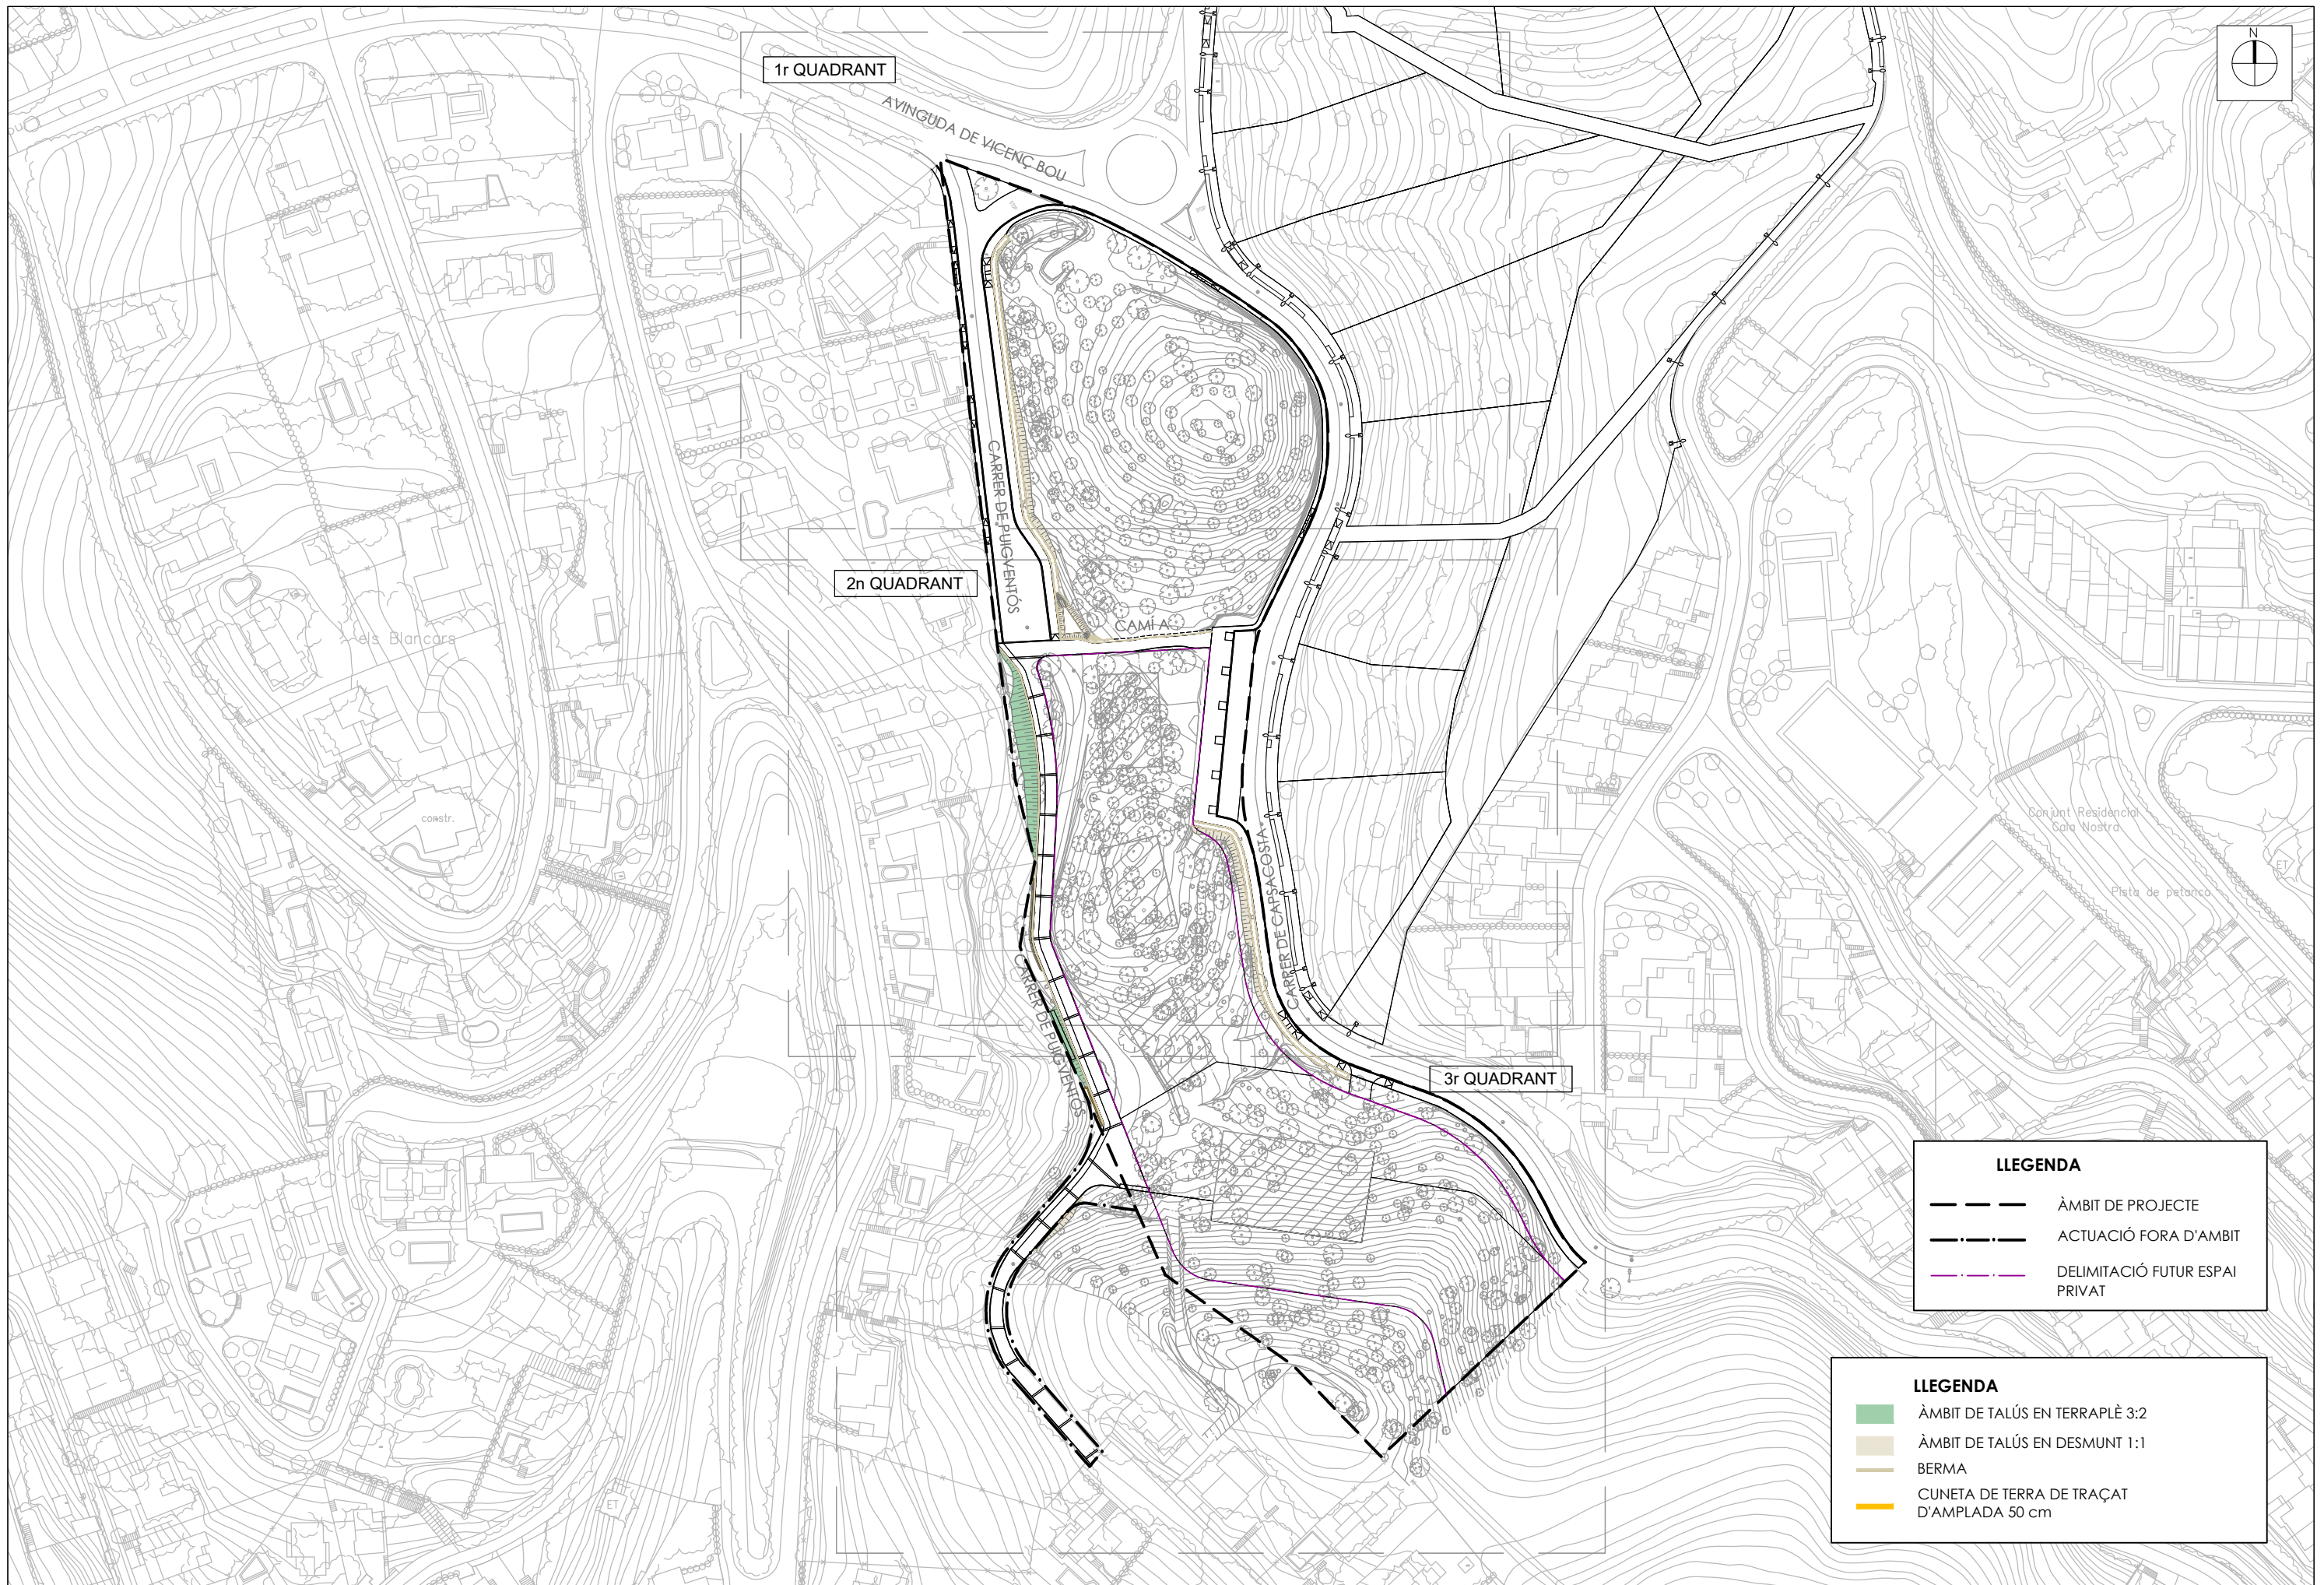 N
1r QUADRANT
AVINGUDA DE VICENÇ BOU
CARRER DE PUIGVENTÓS
2n QUADRANT
CAMÍ A
els Blancars
constr.
CARRER DE CAPSACOSTA
CARRER DE PUIGVENTÓS
Conjunt Residencial
Cala Nostra
ET
Pista de petanca
3r QUADRANT
LLEGENDA
ÀMBIT DE PROJECTE
ACTUACIÓ FORA D'AMBIT
DELIMITACIÓ FUTUR ESPAI
PRIVAT
LLEGENDA
ÀMBIT DE TALÚS EN TERRAPLÈ 3:2
ÀMBIT DE TALÚS EN DESMUNT 1:1
BERMA
CUNETA DE TERRA DE TRAÇAT
D'AMPLADA 50 cm
ET